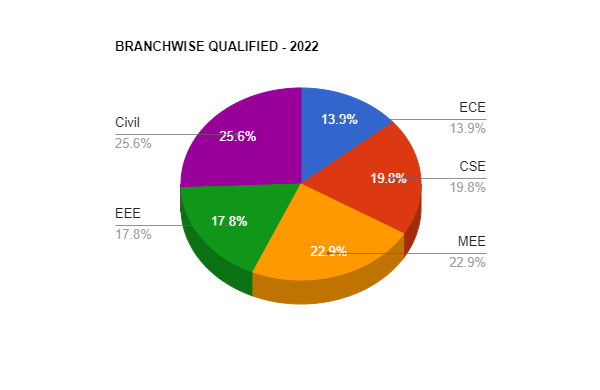 BRANCHWISE QUALIFIED - 2022
ECE
13.9%
CSE
19.8%
MEE
22.9%
EEE
17.8%
Civil
25.6%
13.9%
19.8%
22.9%
17.8%
25.6%